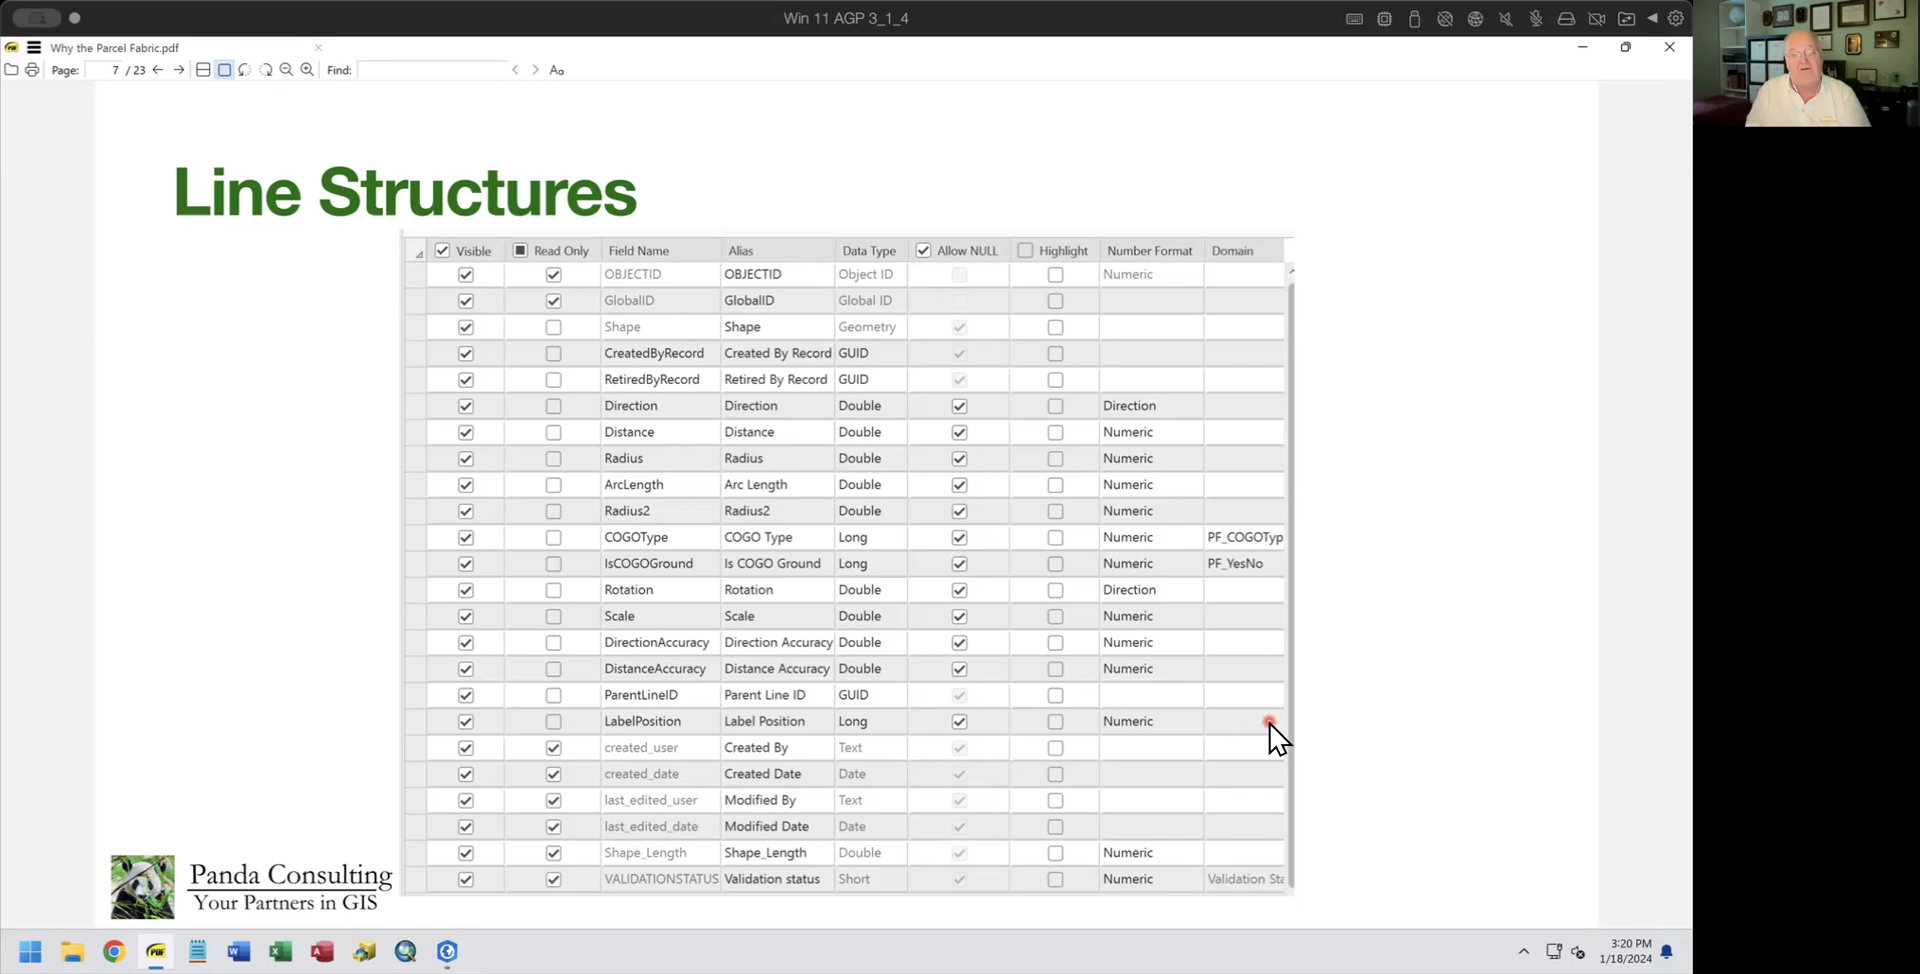 Win 11 AGP 3_1_4
Why the Parcel Fabric.pdf
Page: 7 / 23 Find: Aa
Line Structures
Visible Read Only Field Name Alias Data Type Allow NULL Highlight Number Format Domain
OBJECTID OBJECTID Object ID Numeric
GlobalID GlobalID Global ID
Shape Shape Geometry
CreatedByRecord Created By Record GUID
RetiredByRecord Retired By Record GUID
Direction Direction Double Direction
Distance Distance Double Numeric
Radius Radius Double Numeric
ArcLength Arc Length Double Numeric
Radius2 Radius2 Double Numeric
COGOType COGO Type Long Numeric PF_COGOTyp
IsCOGOGround Is COGO Ground Long Numeric PF_YesNo
Rotation Rotation Double Direction
Scale Scale Double Numeric
DirectionAccuracy Direction Accuracy Double Numeric
DistanceAccuracy Distance Accuracy Double Numeric
ParentLineID Parent Line ID GUID
LabelPosition Label Position Long Numeric
created_user Created By Text
created_date Created Date Date
last_edited_user Modified By Text
last_edited_date Modified Date Date
Shape_Length Shape_Length Double Numeric
VALIDATIONSTATUS Validation status Short Numeric Validation Sta
Panda Consulting
Your Partners in GIS
PDF
3:20 PM
1/18/2024